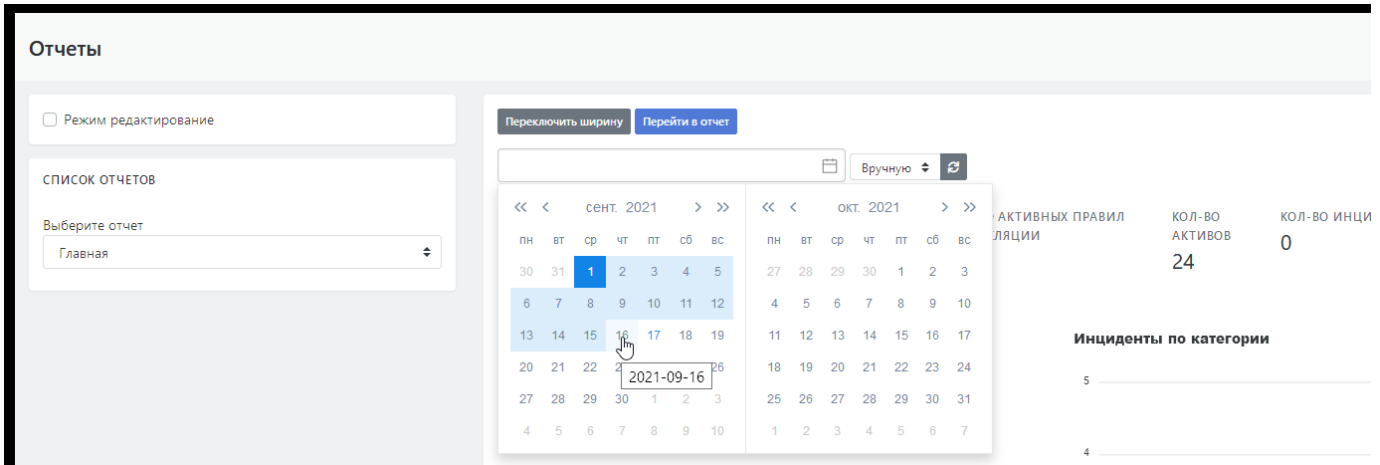 Отчеты
Режим редактирование
СПИСОК ОТЧЕТОВ
Выберите отчет
Главная
Переключить ширину
Перейти в отчет
Вручную
сент. 2021
пн вт ср чт пт сб вс
30 31 1 2 3 4 5
6 7 8 9 10 11 12
13 14 15 16 17 18 19
20 21 22 26
27 28 29 30 1 2 3
4 5 6 7 8 9 10
2021-09-16
окт. 2021
пн вт ср чт пт сб вс
27 28 29 30 1 2 3
4 5 6 7 8 9 10
11 12 13 14 15 16 17
18 19 20 21 22 23 24
25 26 27 28 29 30 31
1 2 3 4 5 6 7
АКТИВНЫХ ПРАВИЛ
КОЛ-ВО
АКТИВОВ
24
КОЛ-ВО ИНЦИ
0
Инциденты по категории
5
4